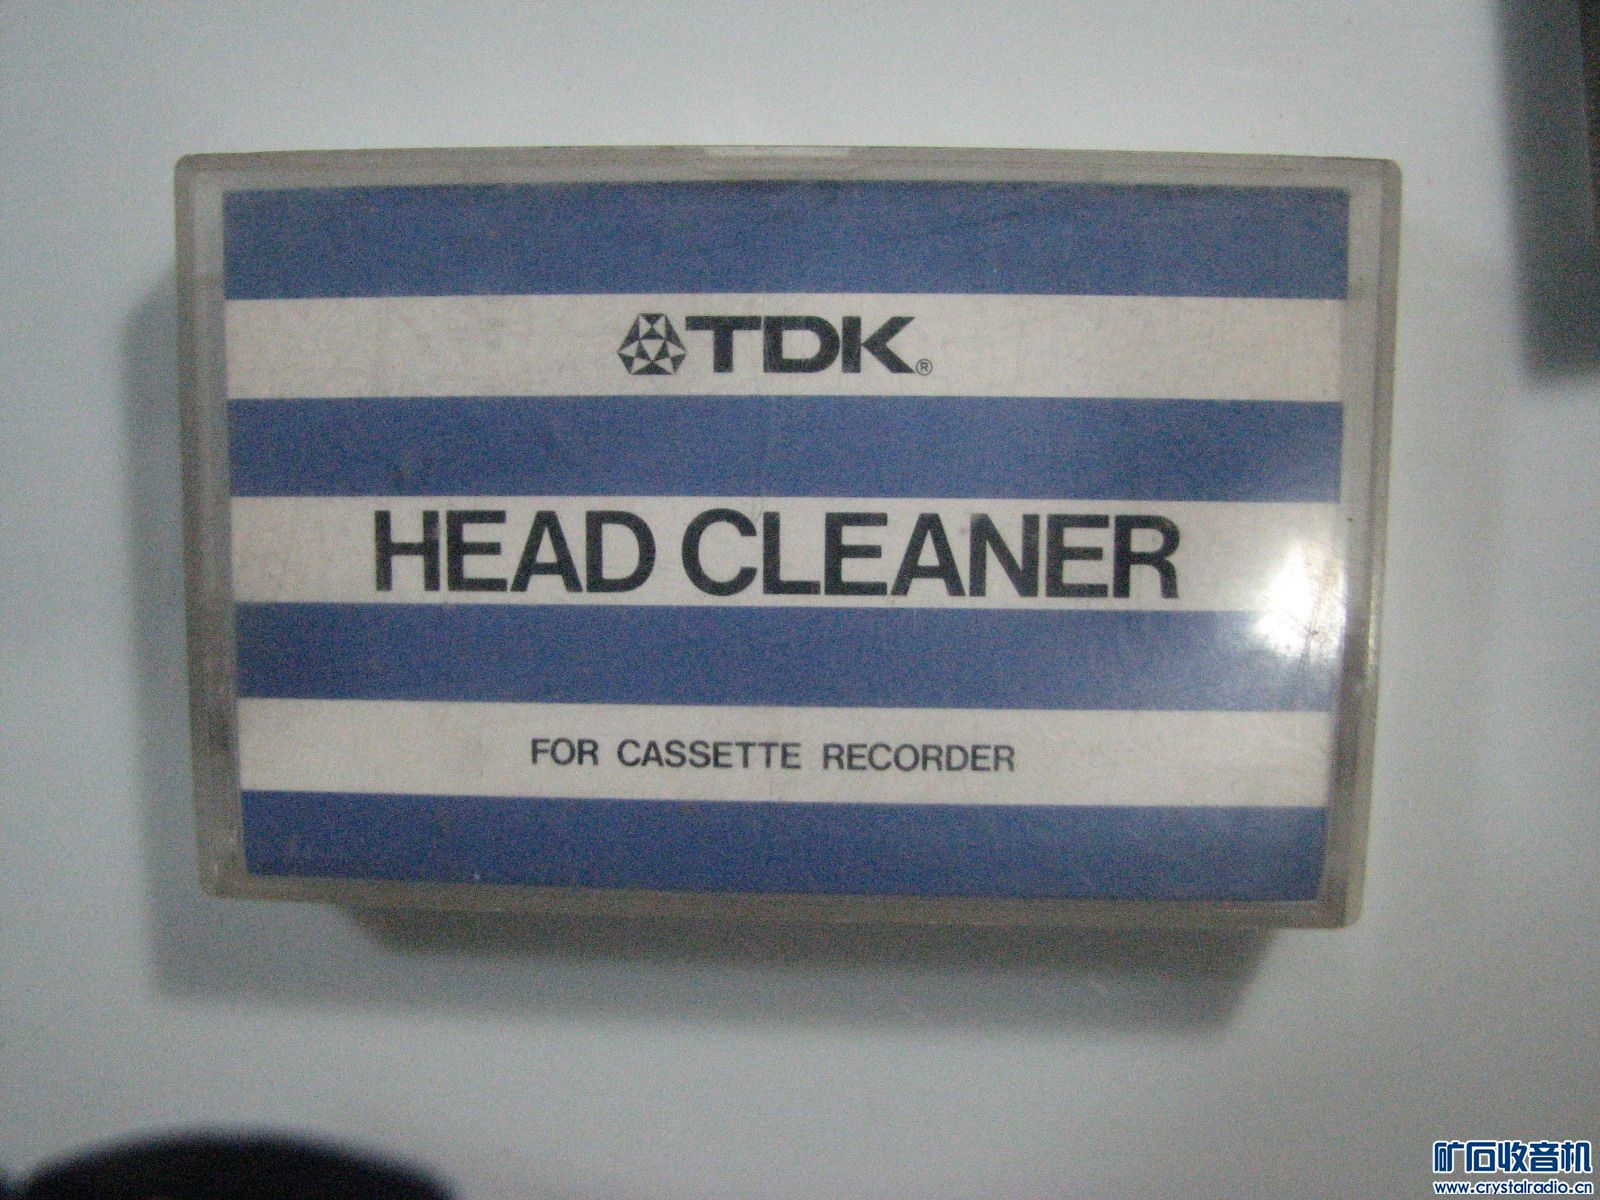 TDK®
HEAD CLEANER
FOR CASSETTE RECORDER
矿石收音机
www.crystalradio.cn